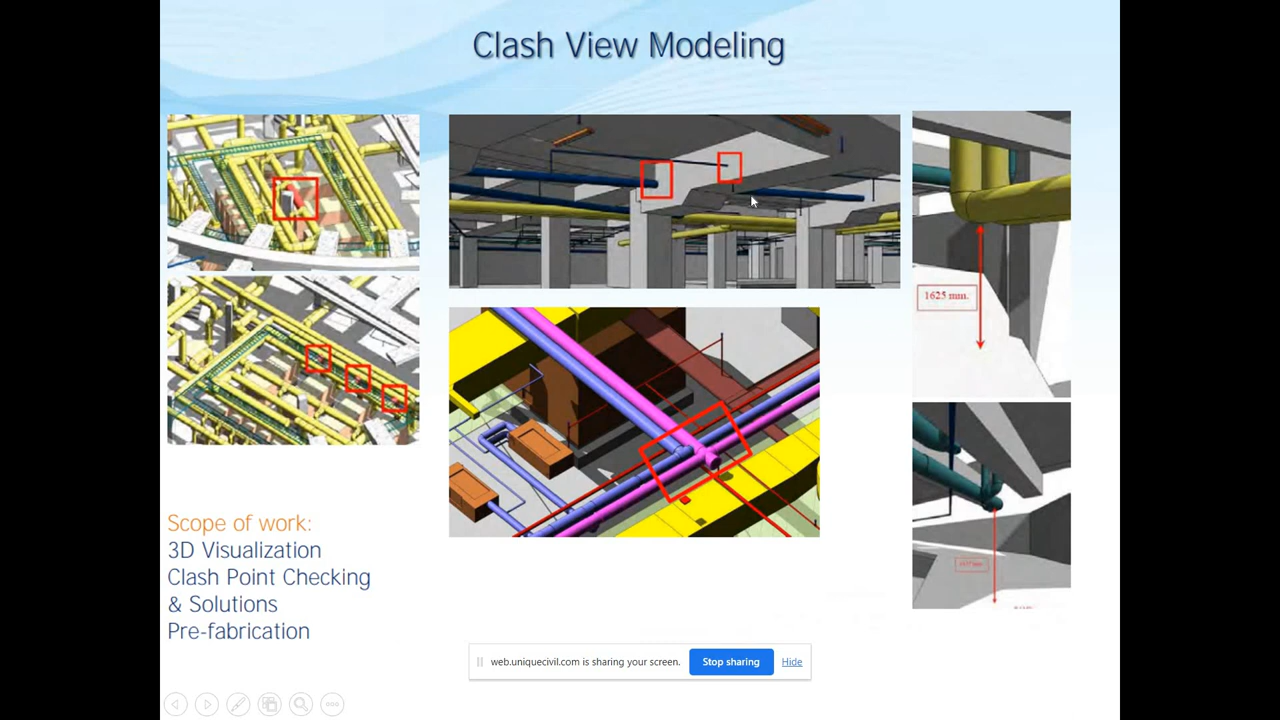 Clash View Modeling
1625 mm.
Scope of work:
3D Visualization
Clash Point Checking
& Solutions
Pre-fabrication
web.uniquecivil.com is sharing your screen.
Stop sharing
Hide